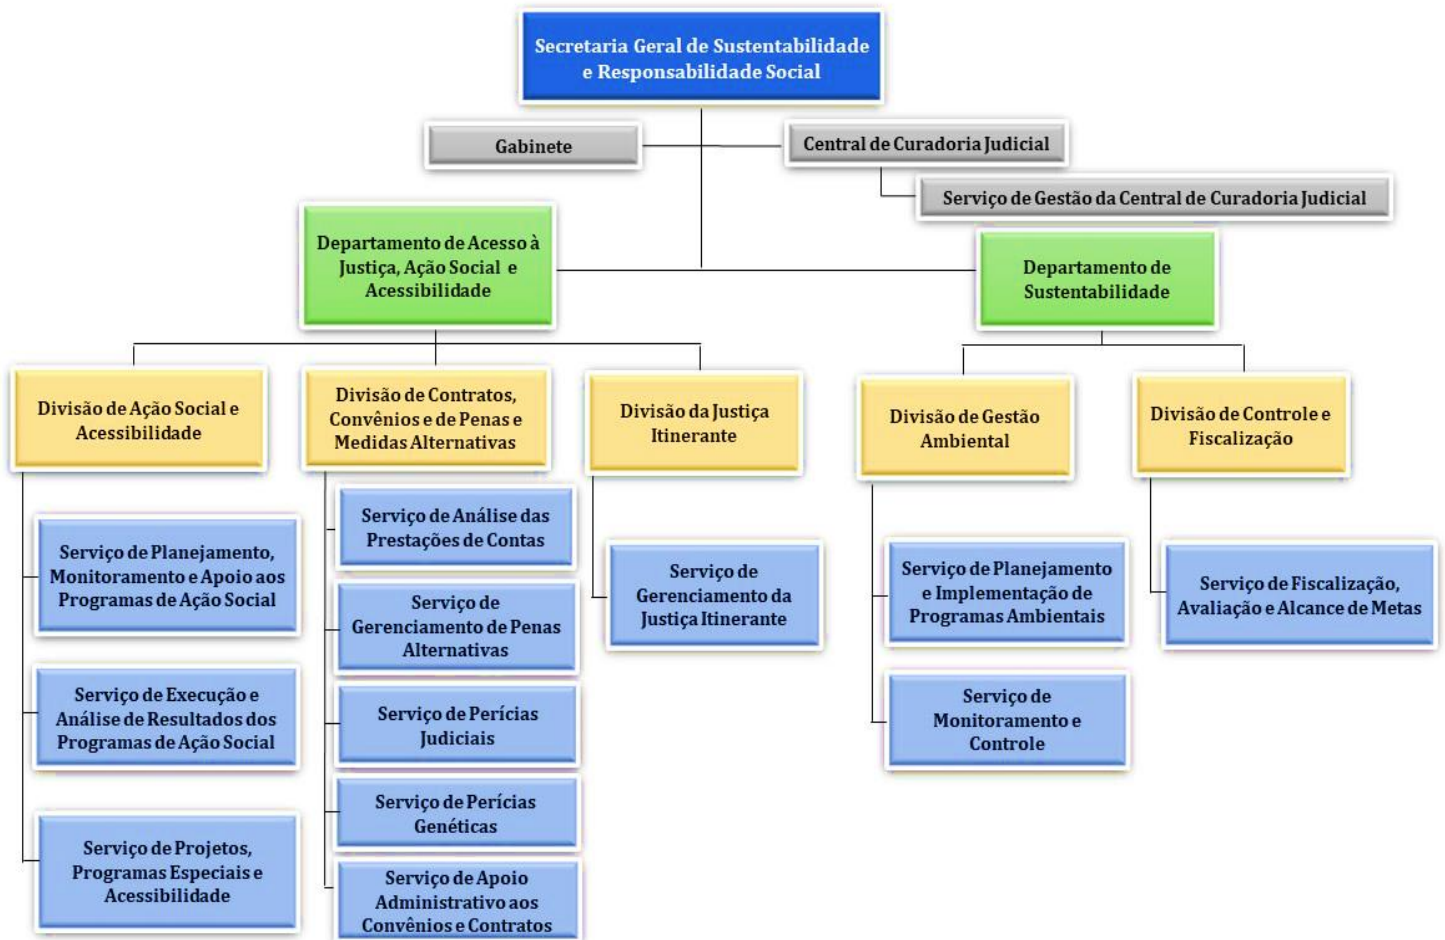 Secretaria Geral de Sustentabilidade
e Responsabilidade Social
Gabinete
Central de Curadoria Judicial
Serviço de Gestão da Central de Curadoria Judicial
Departamento de Acesso à
Justiça, Ação Social e
Acessibilidade
Departamento de
Sustentabilidade
Divisão de Ação Social e
Acessibilidade
Divisão de Contratos,
Convênios e de Penas e
Medidas Alternativas
Divisão da Justiça
Itinerante
Divisão de Gestão
Ambiental
Divisão de Controle e
Fiscalização
Serviço de Planejamento,
Monitoramento e Apoio aos
Programas de Ação Social
Serviço de Execução e
Análise de Resultados dos
Programas de Ação Social
Serviço de Projetos,
Programas Especiais e
Acessibilidade
Serviço de Análise das
Prestações de Contas
Serviço de
Gerenciamento de Penas
Alternativas
Serviço de Perícias
Judiciais
Serviço de Perícias
Genéticas
Serviço de Apoio
Administrativo aos
Convênios e Contratos
Serviço de
Gerenciamento da
Justiça Itinerante
Serviço de Planejamento
e Implementação de
Programas Ambientais
Serviço de
Monitoramento e
Controle
Serviço de Fiscalização,
Avaliação e Alcance de Metas